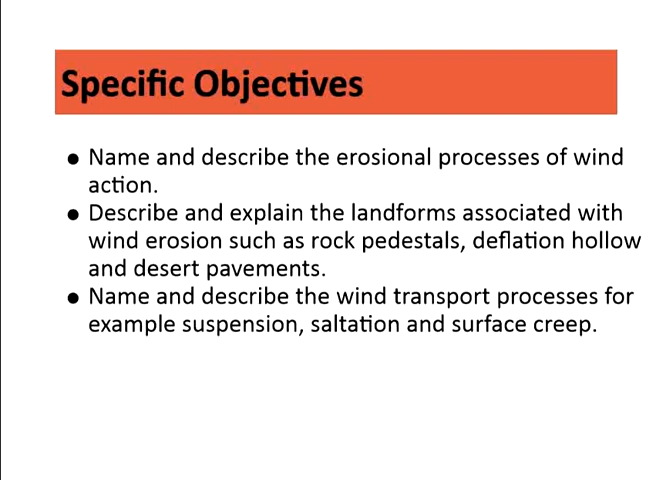 Specific Objectives
● Name and describe the erosional processes of wind
action.
● Describe and explain the landforms associated with
wind erosion such as rock pedestals, deflation hollow
and desert pavements.
● Name and describe the wind transport processes for
example suspension, saltation and surface creep.